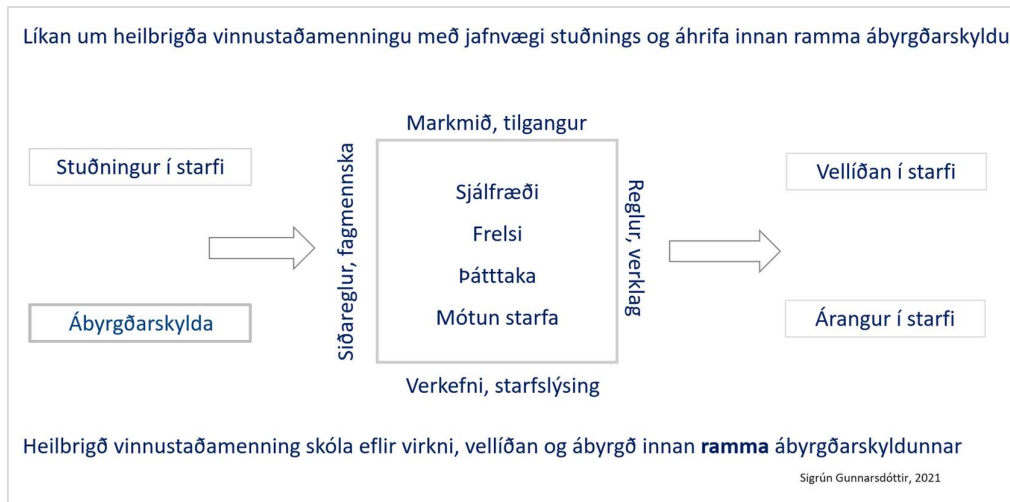 Líkan um heilbrigða vinnustaðamenningu með jafnvægi stuðnings og áhrifa innan ramma ábyrgðarskyldu
Stuðningur í starfi
Ábyrgðarskylda
Markmið, tilgangur
Siðareglur, fagmennska
Sjálfræði
Frelsi
Þátttaka
Mótun starfa
Reglur, verklag
Verkefni, starfslýsing
Vellíðan í starfi
Árangur í starfi
Heilbrigð vinnustaðamenning skóla eflir virkni, vellíðan og ábyrgð innan ramma ábyrgðarskyldunnar
Sigrún Gunnarsdóttir, 2021